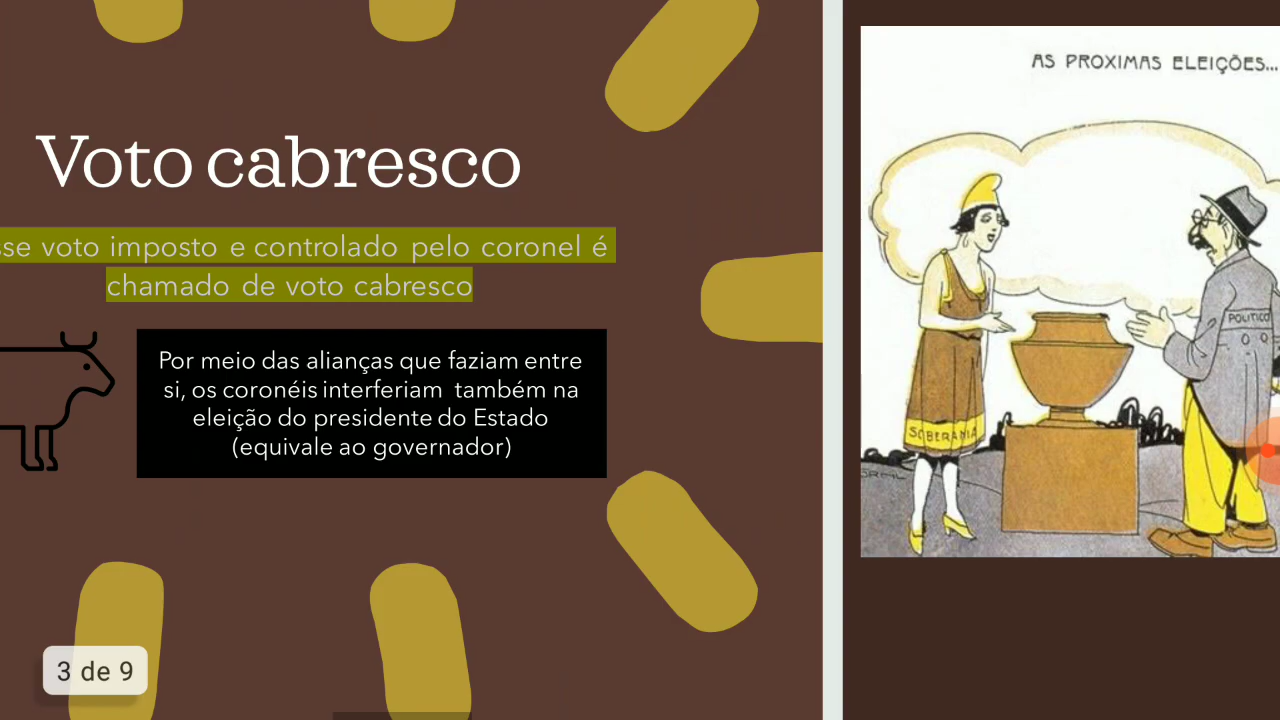 Voto cabresco
sse voto imposto e controlado pelo coronel é
chamado de voto cabresco
Por meio das alianças que faziam entre
si, os coronéis interferiam também na
eleição do presidente do Estado
(equivale ao governador)
3 de 9
AS PROXIMAS ELEIÇÕES...
POLITICO
SOBERANIA